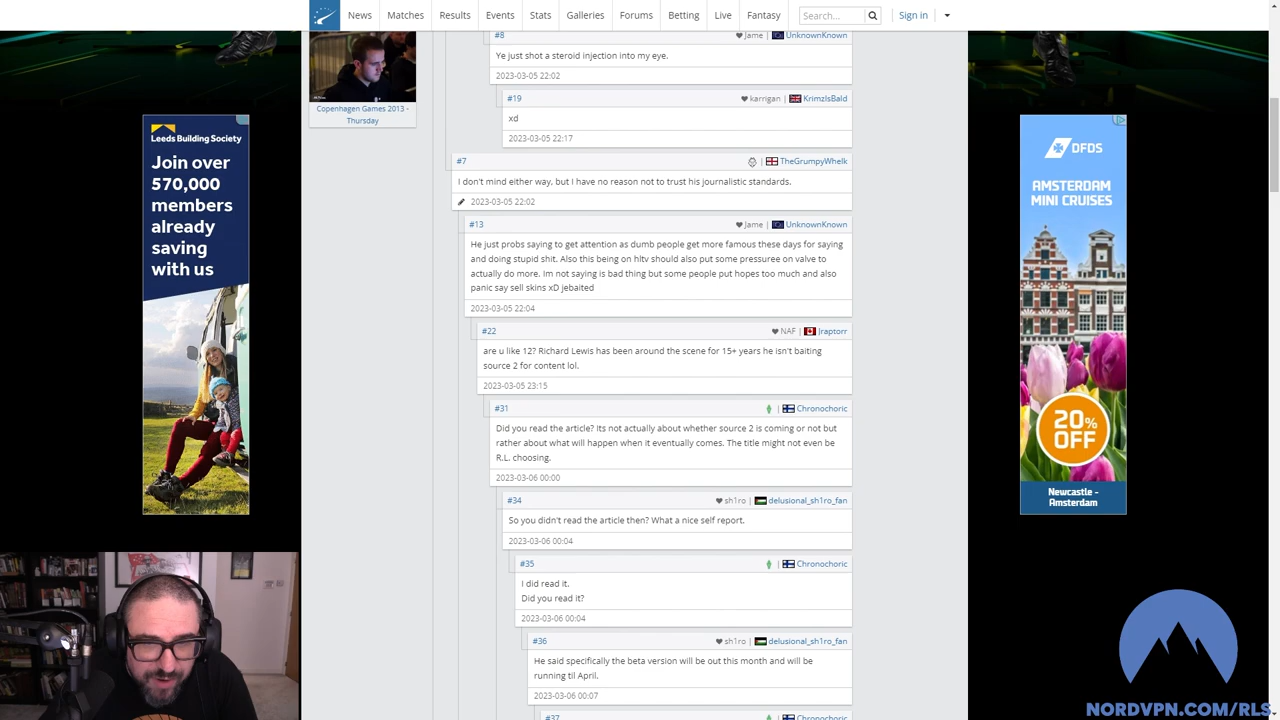 News
Matches
Results
Events
Stats
Galleries
Forums
Betting
Live
Fantasy
Search...
Sign in
Copenhagen Games 2013 -
Thursday
#8
Jame | UnknownKnown
Ye just shot a steroid injection into my eye.
2023-03-05 22:02
#19
karrigan | KrimzIsBald
xd
2023-03-05 22:17
#7
| TheGrumpyWhelk
I don't mind either way, but I have no reason not to trust his journalistic standards.
2023-03-05 22:02
#13
Jame | UnknownKnown
He just probs saying to get attention as dumb people get more famous these days for saying
and doing stupid shit. Also this being on hltv should also put some pressuree on valve to
actually do more. Im not saying is bad thing but some people put hopes too much and also
panic say sell skins xD jebaited
2023-03-05 22:04
#22
NAF | Jraptorr
are u like 12? Richard Lewis has been around the scene for 15+ years he isn't baiting
source 2 for content lol.
2023-03-05 23:15
#31
| Chronochoric
Did you read the article? Its not actually about whether source 2 is coming or not but
rather about what will happen when it eventually comes. The title might not even be
R.L. choosing.
2023-03-06 00:00
#34
sh1ro | delusional_sh1ro_fan
So you didn't read the article then? What a nice self report.
2023-03-06 00:04
#35
| Chronochoric
I did read it.
Did you read it?
2023-03-06 00:04
#36
sh1ro | delusional_sh1ro_fan
He said specifically the beta version will be out this month and will be
running til April.
2023-03-06 00:07
#37
| Chronochoric
Leeds Building Society
Join over
570,000
members
already
saving
with us
DFDS
AMSTERDAM
MINI CRUISES
20%
OFF
Newcastle -
Amsterdam
NORDVPN.COM/RLS